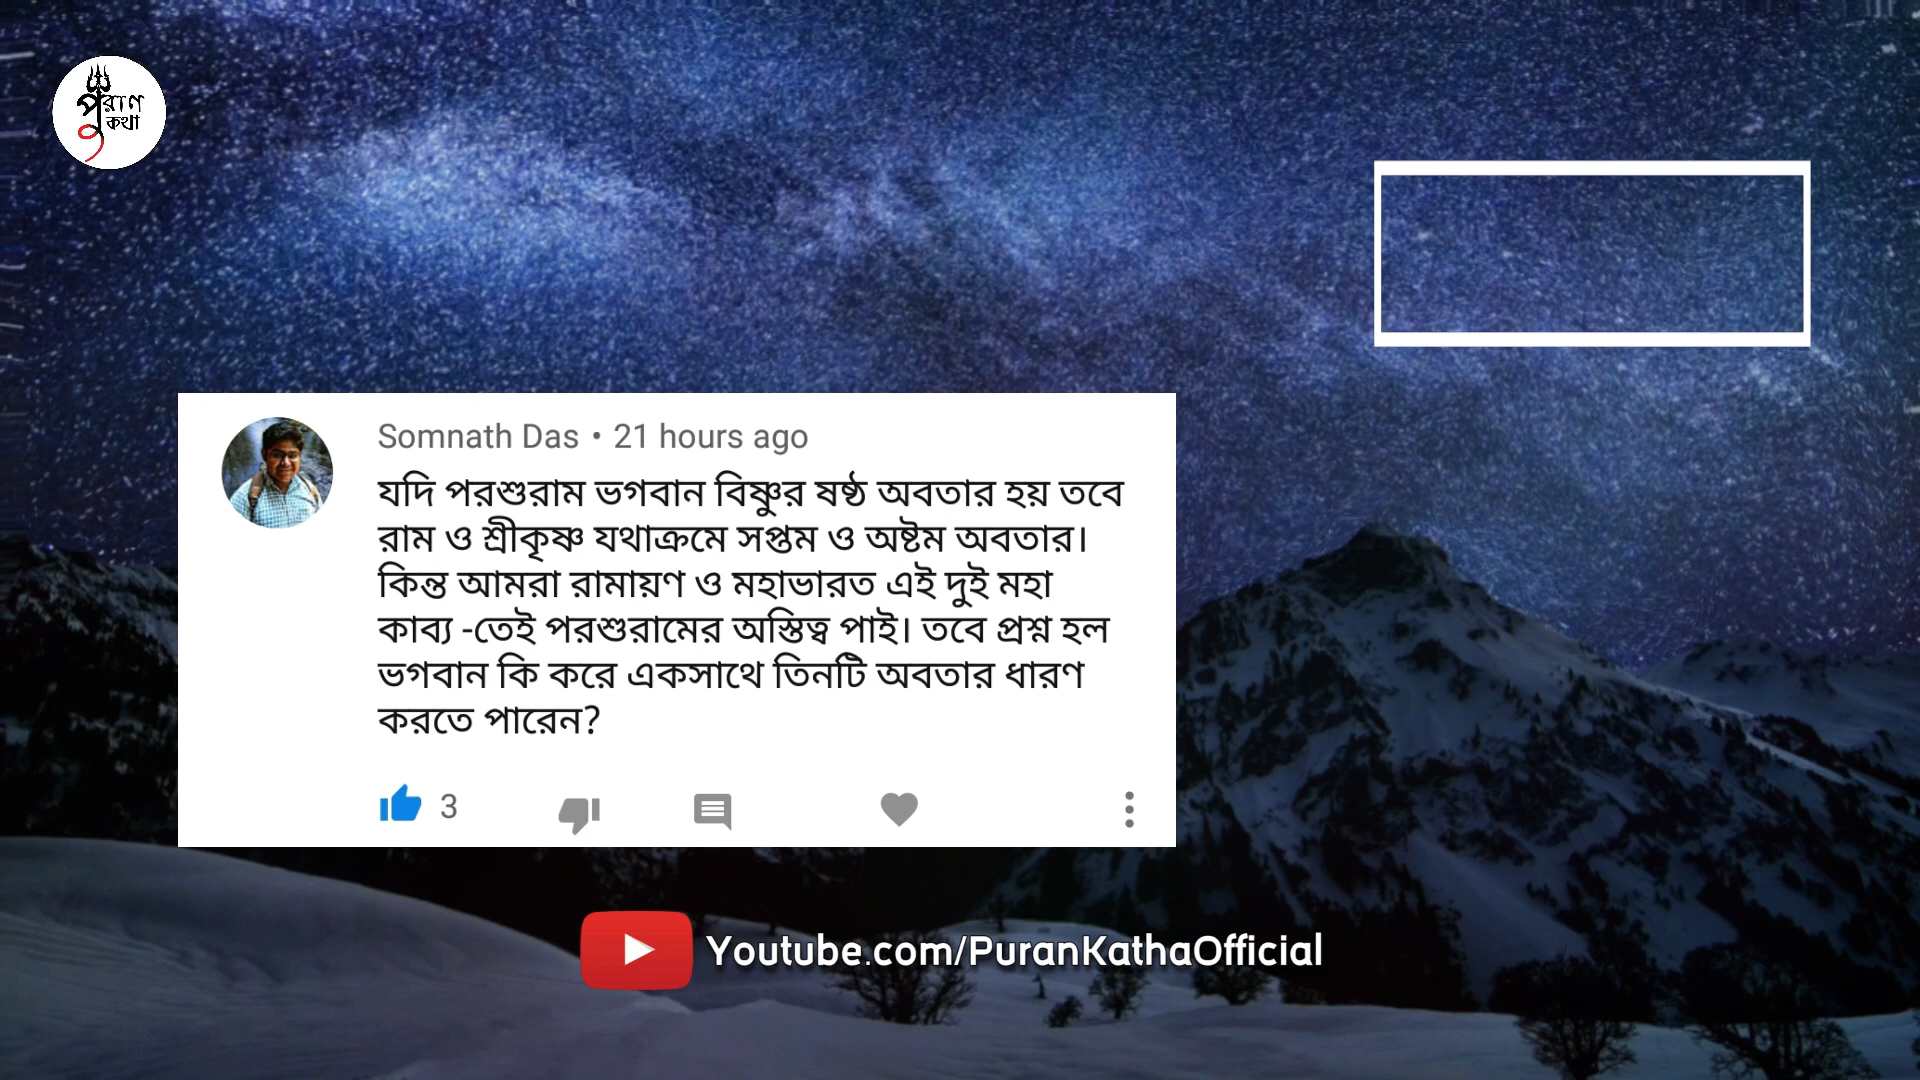 পুরাণ
কথা
Somnath Das • 21 hours ago
যদি পরশুরাম ভগবান বিষ্ণুর ষষ্ঠ অবতার হয় তবে
রাম ও শ্রীকৃষ্ণ যথাক্রমে সপ্তম ও অষ্টম অবতার।
কিন্ত আমরা রামায়ণ ও মহাভারত এই দুই মহা
কাব্য -তেই পরশুরামের অস্তিত্ব পাই। তবে প্রশ্ন হল
ভগবান কি করে একসাথে তিনটি অবতার ধারণ
করতে পারেন?
3
Youtube.com/PuranKathaOfficial